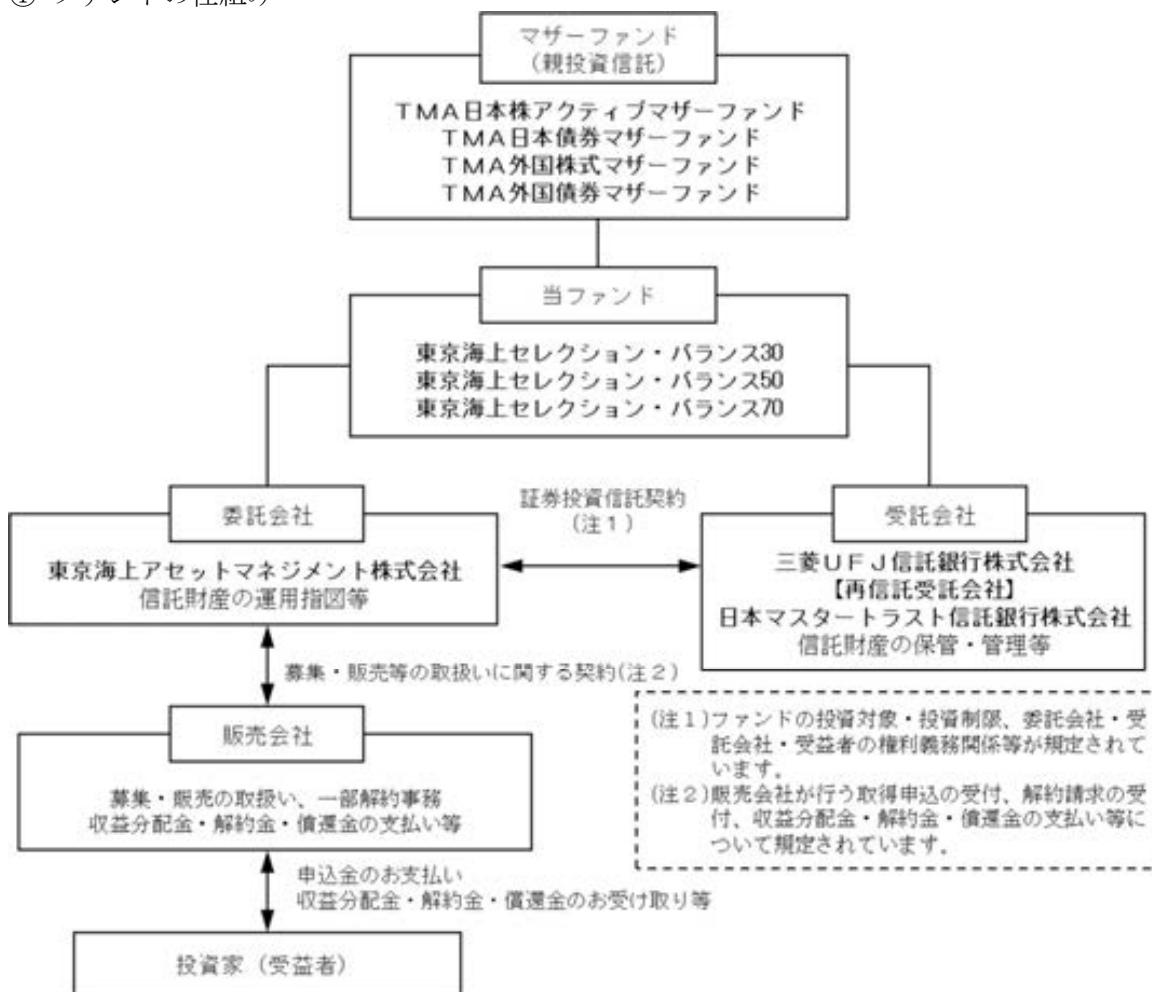 ① ファンドの仕組み
マザーファンド
(親投資信託)
TMA日本株アクティブマザーファンド
TMA日本債券マザーファンド
TMA外国株式マザーファンド
TMA外国債券マザーファンド
当ファンド
東京海上セレクション・バランス30
東京海上セレクション・バランス50
東京海上セレクション・バランス70
委託会社
東京海上アセットマネジメント株式会社
信託財産の運用指図等
証券投資信託契約
(注1)
受託会社
三菱UFJ信託銀行株式会社
【再信託受託会社】
日本マスタートラスト信託銀行株式会社
信託財産の保管・管理等
募集・販売等の取扱いに関する契約(注2)
販売会社
募集・販売の取扱い、一部解約事務
収益分配金・解約金・償還金の支払い等
(注1)ファンドの投資対象・投資制限、委託会社・受
託会社・受益者の権利義務関係等が規定されて
います。
(注2)販売会社が行う取得申込の受付、解約請求の受
付、収益分配金・解約金・償還金の支払い等に
ついて規定されています。
申込金のお支払い
収益分配金・解約金・償還金のお受け取り等
投資家(受益者)